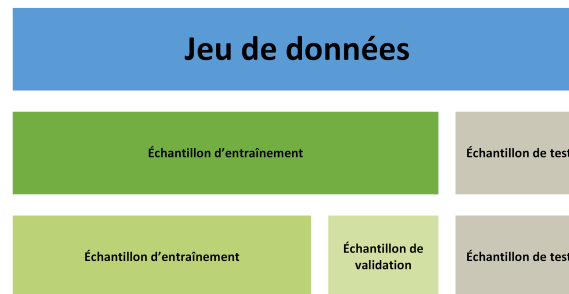 Jeu de données
Échantillon d'entraînement
Échantillon de test
Échantillon d'entraînement
Échantillon de
validation
Échantillon de test